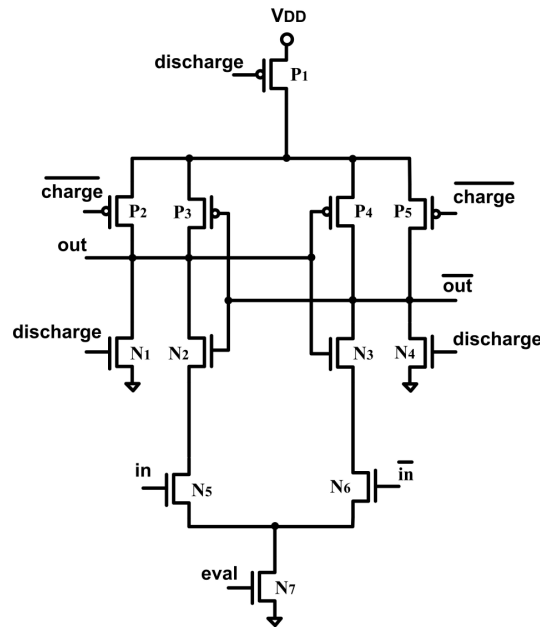 VDD
discharge
P1
charge
P2
P3
P4
P5
charge
out
out
discharge
N1
N2
N3
N4
discharge
in
N5
N6
in
eval
N7